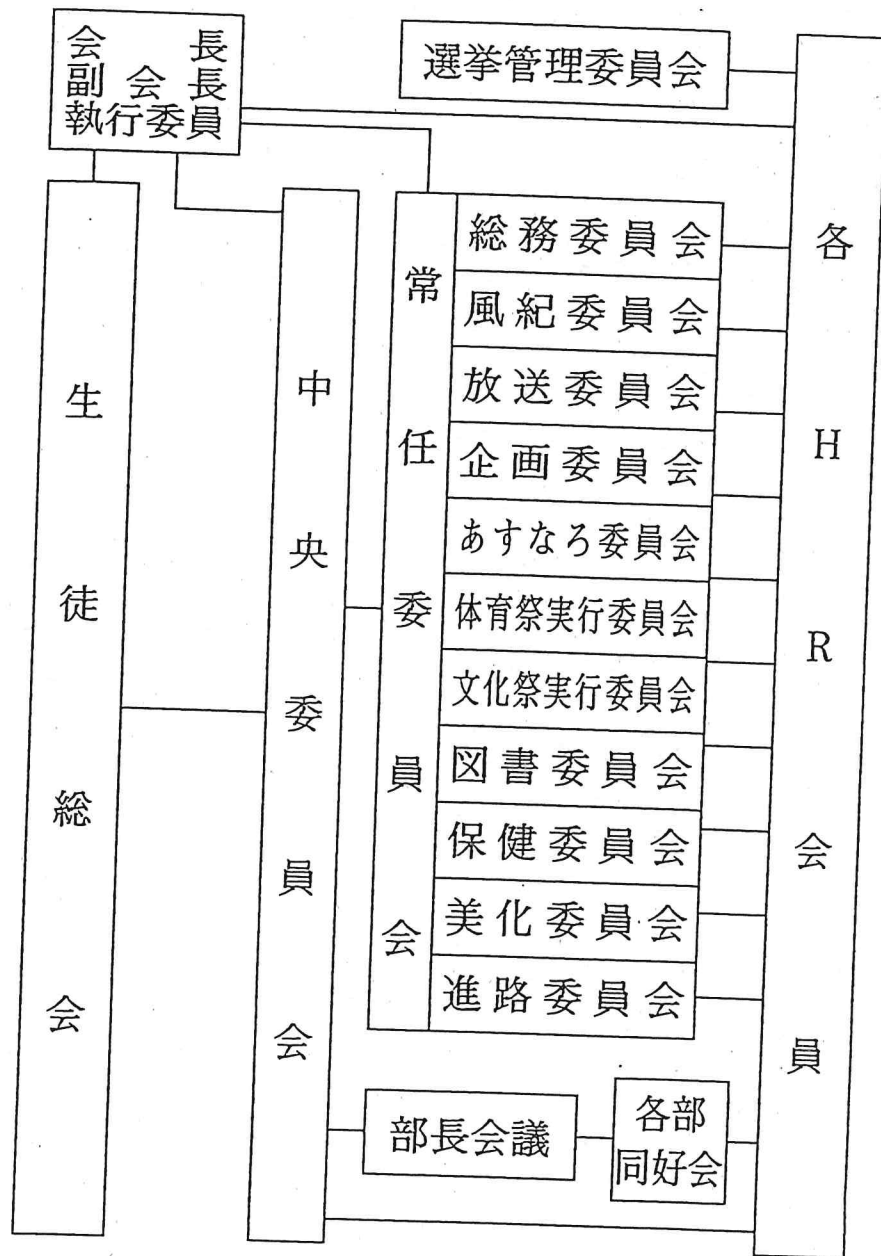 会長
副会長
執行委員
選挙管理委員会
生徒総会
中央委員会
常任委員会
総務委員会
風紀委員会
放送委員会
企画委員会
あすなろ委員会
体育祭実行委員会
文化祭実行委員会
図書委員会
保健委員会
美化委員会
進路委員会
部長会議
各部
同好会
各HR会員